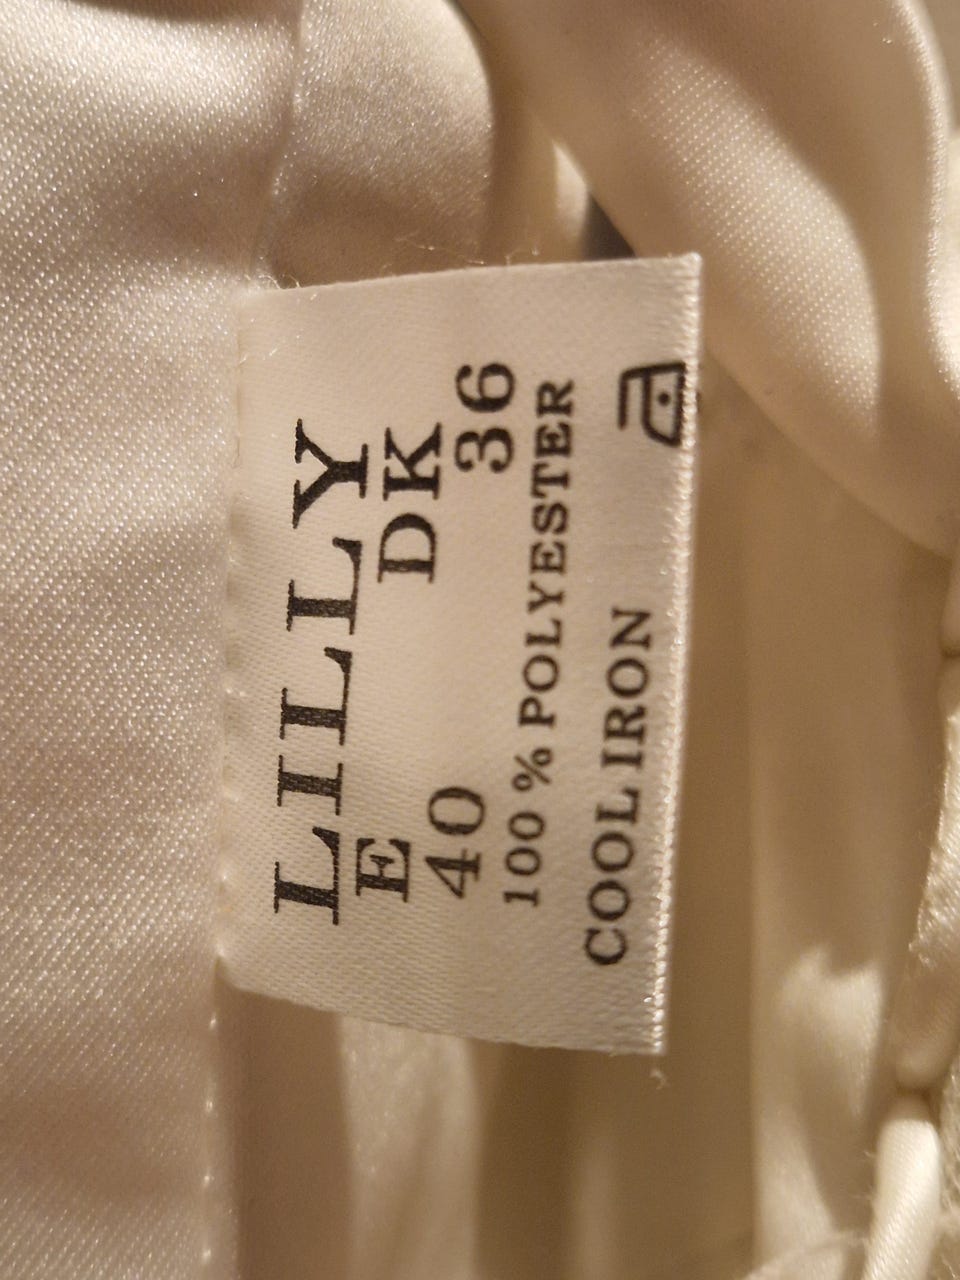 LILLY
E DK
40 36
100 % POLYESTER
COOL IRON